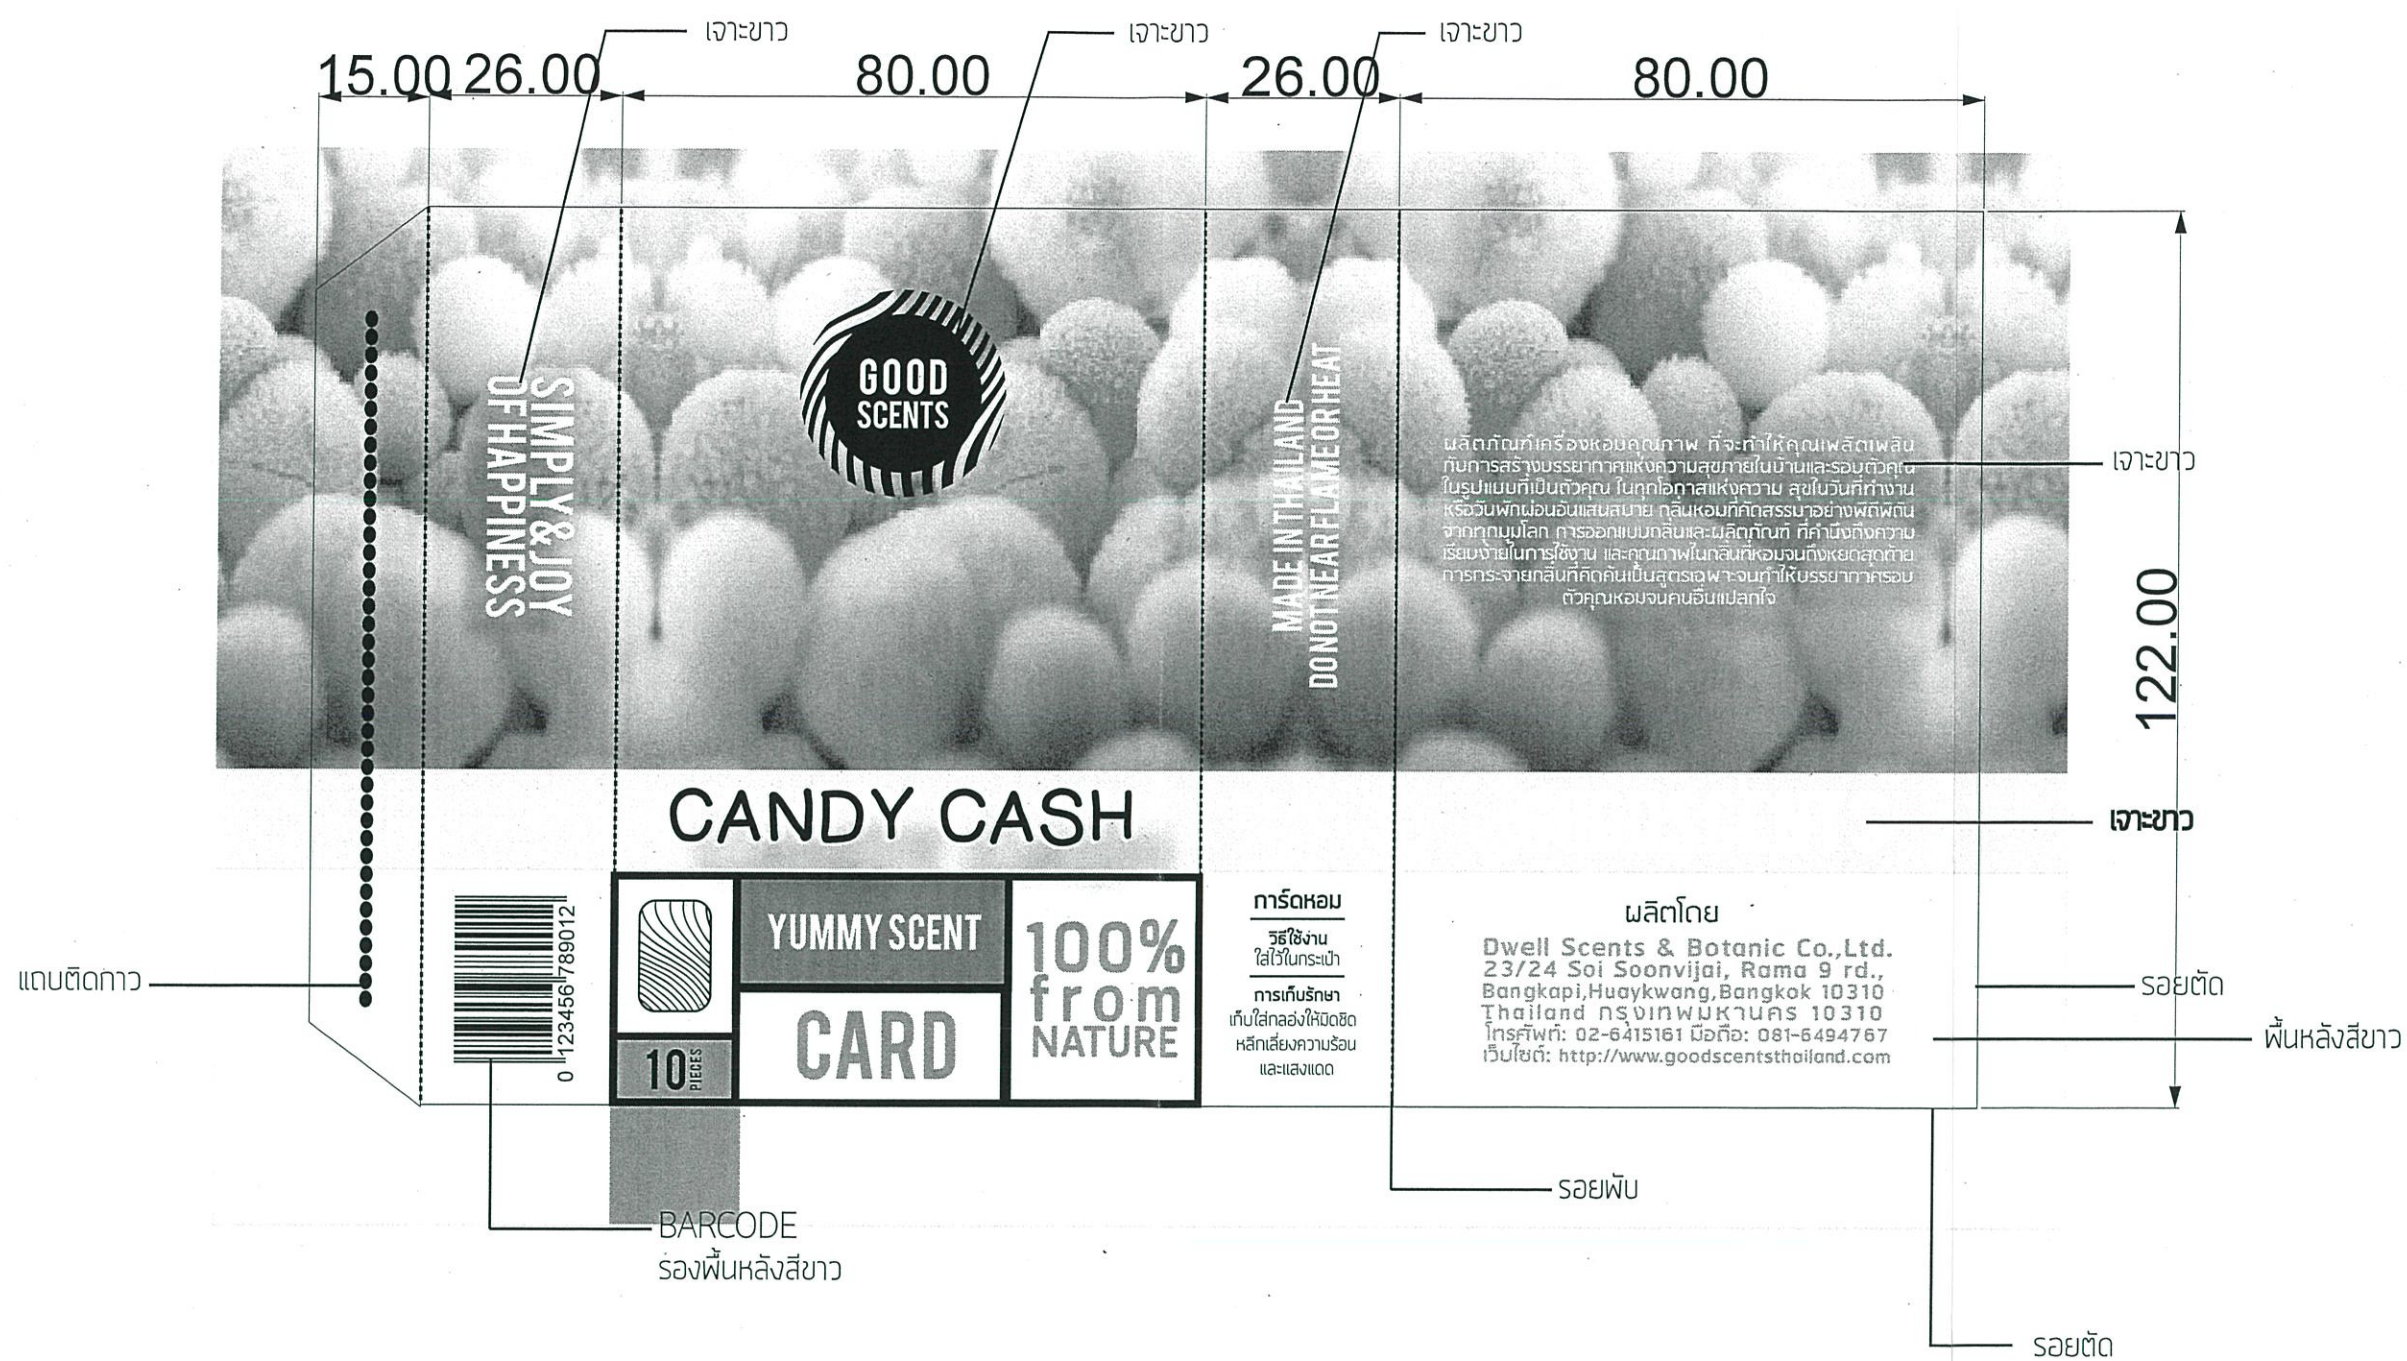 เจาะขาว
เจาะขาว
เจาะขาว
15.00
26.00
80.00
26.00
80.00
SIMPLY & JOY
OF HAPPINESS
GOOD
SCENTS
MADE IN THAILAND
DO NOT NEAR FLAME OR HEAT
ผลิตภัณฑ์เครื่องหอมคุณภาพ ที่จะทำให้คุณเพลิดเพลิน
กับการสร้างบรรยากาศแห่งความสุขภายในบ้านและรอบตัวคุณ
ในรูปแบบที่เป็นตัวคุณ ในทุกโอกาสแห่งความ สุขในวันที่ทำงาน
หรือวันพักผ่อนอันแสนสบาย กลิ่นหอมที่คัดสรรมาอย่างพิถีพิถัน
จากทุกมุมโลก การออกแบบกลิ่นและผลิตภัณฑ์ ที่คำนึงถึงความ
เรียบง่ายในการใช้งาน และคุณภาพในกลิ่นที่หอมจนถึงหยดสุดท้าย
การกระจายกลิ่นที่คิดค้นเป็นสูตรเฉพาะจนทำให้บรรยากาศรอบ
ตัวคุณหอมจนคนอื่นแปลกใจ
เจาะขาว
122.00
CANDY CASH
เจาะขาว
0 123456 789012
YUMMY SCENT
CARD
10 PIECES
100%
from
NATURE
การ์ดหอม
วิธีใช้งาน
ใส่ไว้ในกระเป๋า
การเก็บรักษา
เก็บใส่กล่องให้มิดชิด
หลีกเลี่ยงความร้อน
และแสงแดด
ผลิตโดย
Dwell Scents & Botanic Co.,Ltd.
23/24 Soi Soonvijai, Rama 9 rd.,
Bangkapi,Huaykwang,Bangkok 10310
Thailand กรุงเทพมหานคร 10310
โทรศัพท์: 02-6415161 มือถือ: 081-6494767
เว็บไซต์: http://www.goodscentsthailand.com
แถบติดกาว
รอยตัด
พื้นหลังสีขาว
รอยพับ
BARCODE
รองพื้นหลังสีขาว
รอยตัด